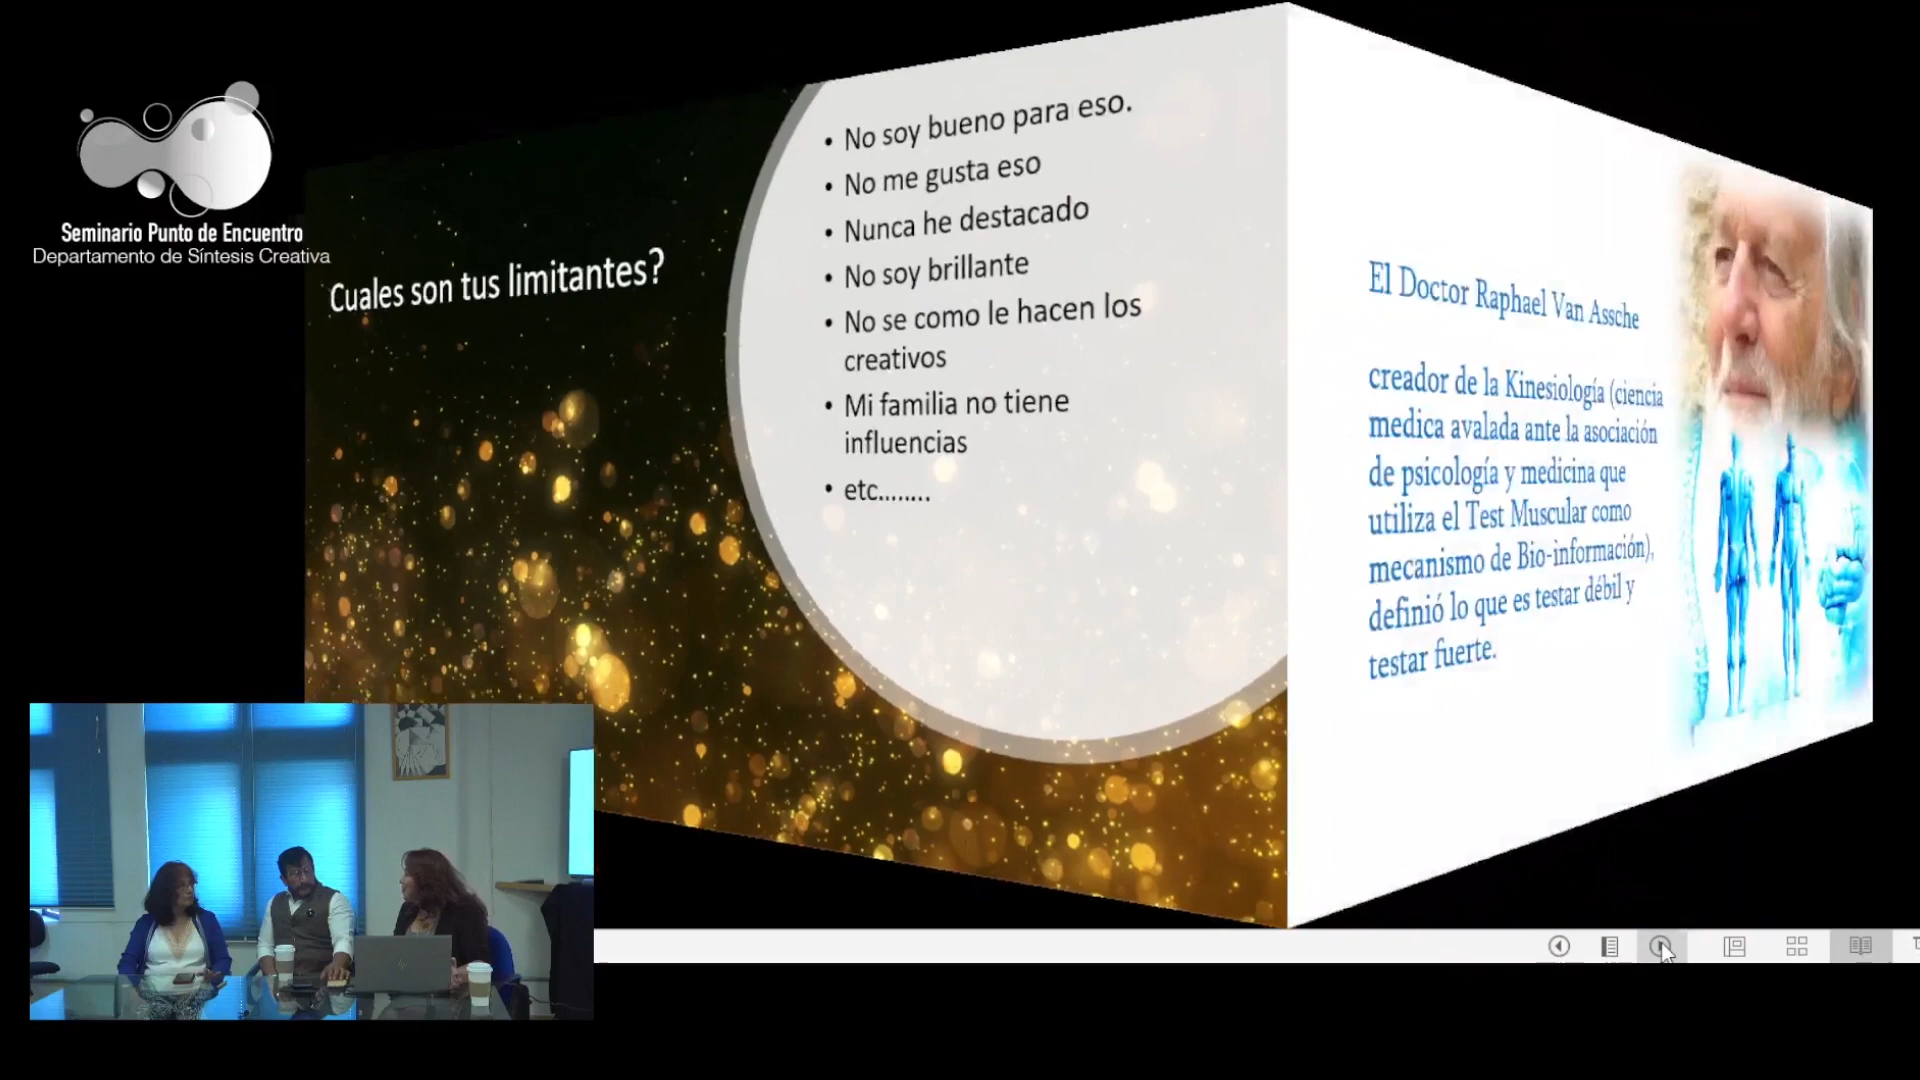 Seminario Punto de Encuentro
Departamento de Síntesis Creativa
Cuales son tus limitantes?
• No soy bueno para eso.
• No me gusta eso
• Nunca he destacado
• No soy brillante
• No se como le hacen los
creativos
• Mi familia no tiene
influencias
• etc........
El Doctor Raphael Van Assche
creador de la Kinesiología (ciencia
medica avalada ante la asociación
de psicología y medicina que
utiliza el Test Muscular como
mecanismo de Bio-información),
definió lo que es testar débil y
testar fuerte.